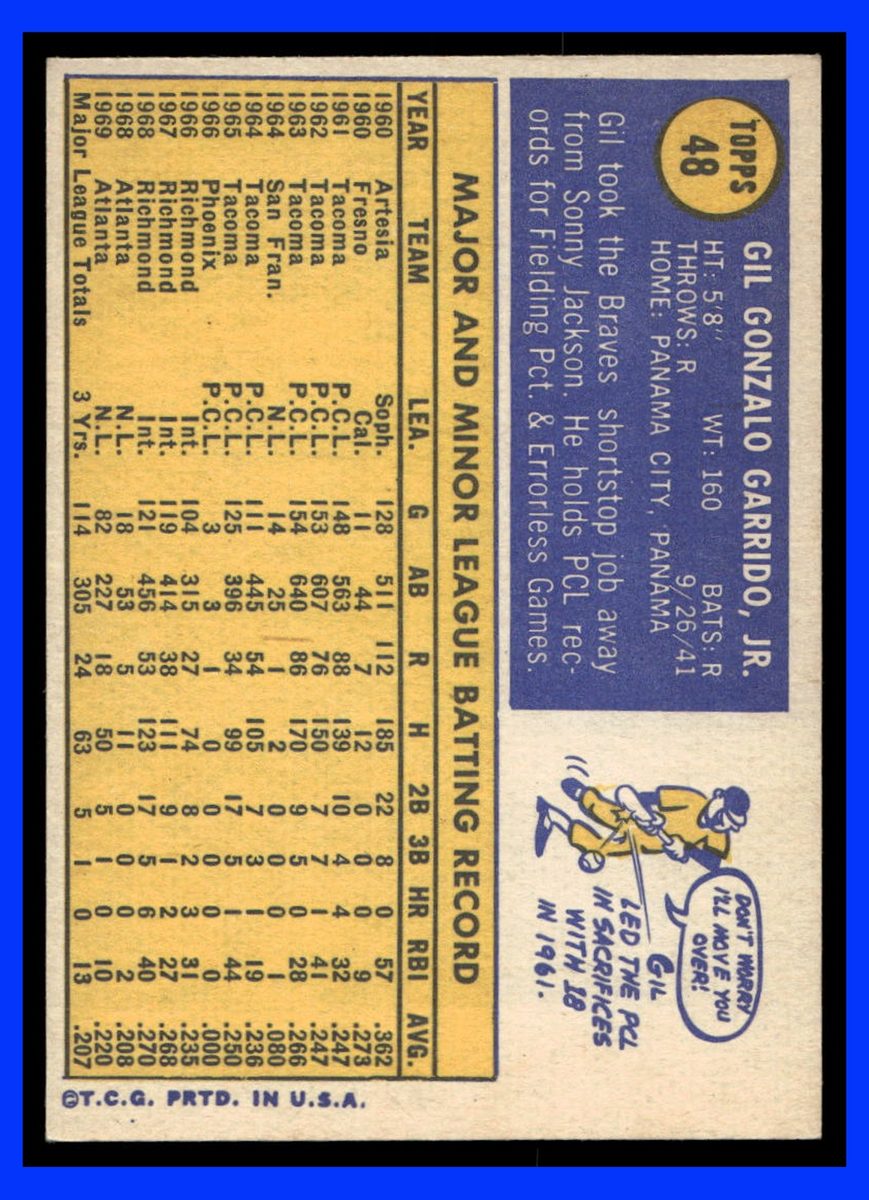 TOPPS
48
GIL GONZALO GARRIDO, JR.
HT: 5'8" WT: 160 BATS: R
THROWS: R 9/26/41
HOME: PANAMA CITY, PANAMA
Gil took the Braves shortstop job away
from Sonny Jackson. He holds PCL rec-
ords for Fielding Pct. & Errorless Games.
DON'T WORRY
I'LL MOVE YOU
OVER!
GIL
LED THE PCL
IN SACRIFICES
WITH 18
IN 1961.
MAJOR AND MINOR LEAGUE BATTING RECORD
YEAR TEAM LEA. G AB R H 2B 3B HR RBI AVG.
1960 Artesia Soph. 128 511 112 185 22 8 0 57 .362
1960 Fresno Cal. 11 44 7 12 0 0 0 9 .273
1961 Tacoma P.C.L. 148 563 88 139 10 4 4 32 .247
1962 Tacoma P.C.L. 153 607 76 150 7 7 1 41 .247
1963 Tacoma P.C.L. 154 640 86 170 9 5 0 28 .266
1964 San Fran. N.L. 14 25 1 2 0 0 0 1 .080
1964 Tacoma P.C.L. 111 445 54 105 7 3 1 19 .236
1965 Tacoma P.C.L. 125 396 34 99 17 5 1 44 .250
1966 Phoenix P.C.L. 3 3 1 0 0 0 0 0 .000
1966 Richmond Int. 104 315 27 74 8 2 3 31 .235
1967 Richmond Int. 119 414 38 111 9 1 2 27 .268
1968 Richmond Int. 121 456 53 123 17 5 6 40 .270
1968 Atlanta N.L. 18 53 5 11 0 0 0 2 .208
1969 Atlanta N.L. 82 227 18 50 5 1 0 10 .220
Major League Totals 3 Yrs. 114 305 24 63 5 1 0 13 .207
©T.C.G. PRTD. IN U.S.A.